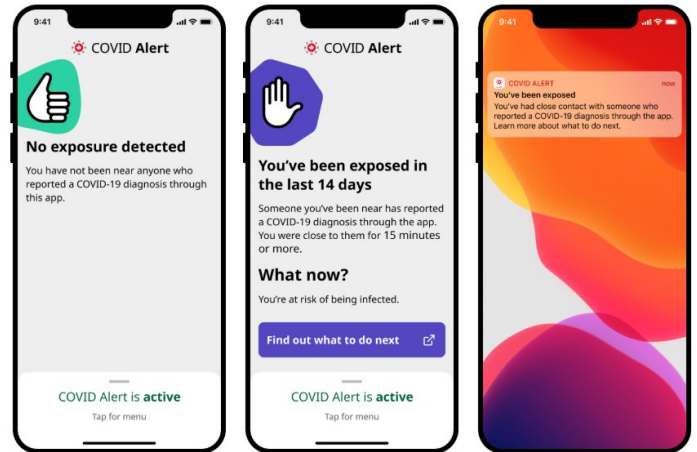 9:41
COVID Alert
No exposure detected
You have not been near anyone who
reported a COVID-19 diagnosis through
this app.
COVID Alert is active
Tap for menu
9:41
COVID Alert
You've been exposed in
the last 14 days
Someone you've been near has reported
a COVID-19 diagnosis through the app.
You were close to them for 15 minutes
or more.
What now?
You're at risk of being infected.
Find out what to do next
COVID Alert is active
Tap for menu
9:41
COVID ALERT now
You've been exposed
You've had close contact with someone who
reported a COVID-19 diagnosis through the app.
Learn more about what to do next.